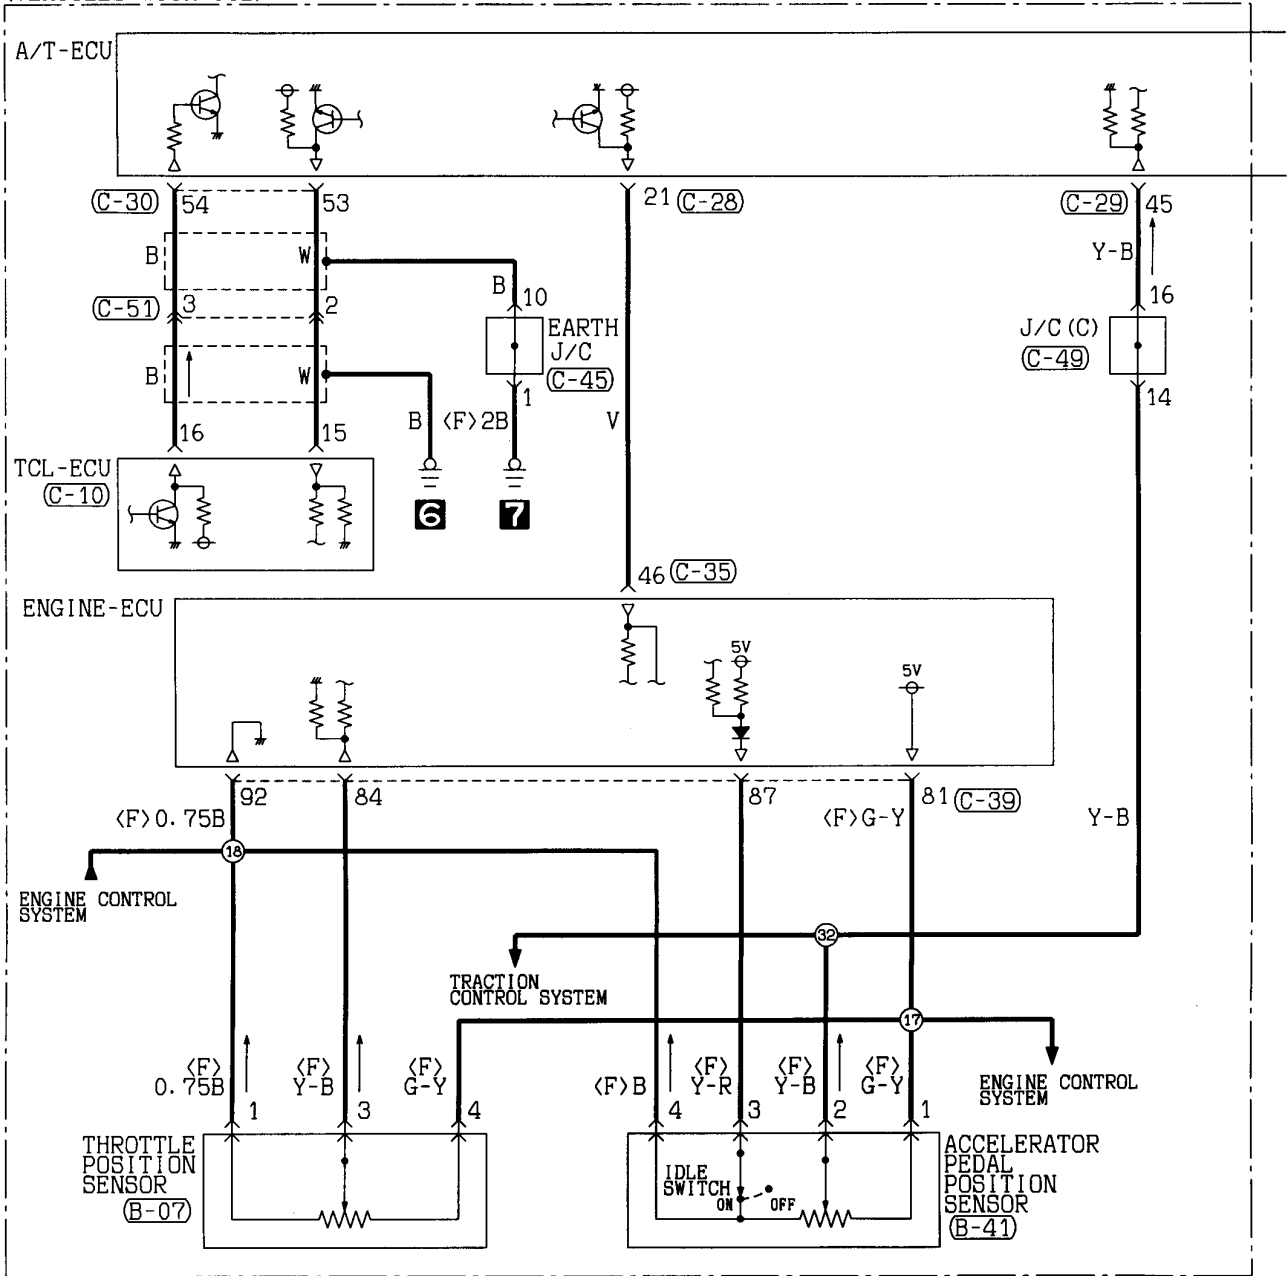 A/T-ECU
C-30 54 53 21 C-28 C-29 45
B W B 10 Y-B 16
C-51 3 2 EARTH J/C C-45 J/C(C) C-49
B W 1 14
B <F>2B V
16 15
TCL-ECU
C-10
6 7
46 C-35
ENGINE-ECU
5V 5V
92 84 87 81 C-39
<F>0.75B <F>G-Y Y-B
18
ENGINE CONTROL
SYSTEM
32
TRACTION
CONTROL SYSTEM
17
<F> <F> <F> <F> <F> <F>
0.75B Y-B G-Y <F>B Y-R Y-B G-Y
ENGINE CONTROL
SYSTEM
1 3 4 4 3 2 1
THROTTLE
POSITION
SENSOR
B-07
IDLE
SWITCH
ON OFF
ACCELERATOR
PEDAL
POSITION
SENSOR
B-41